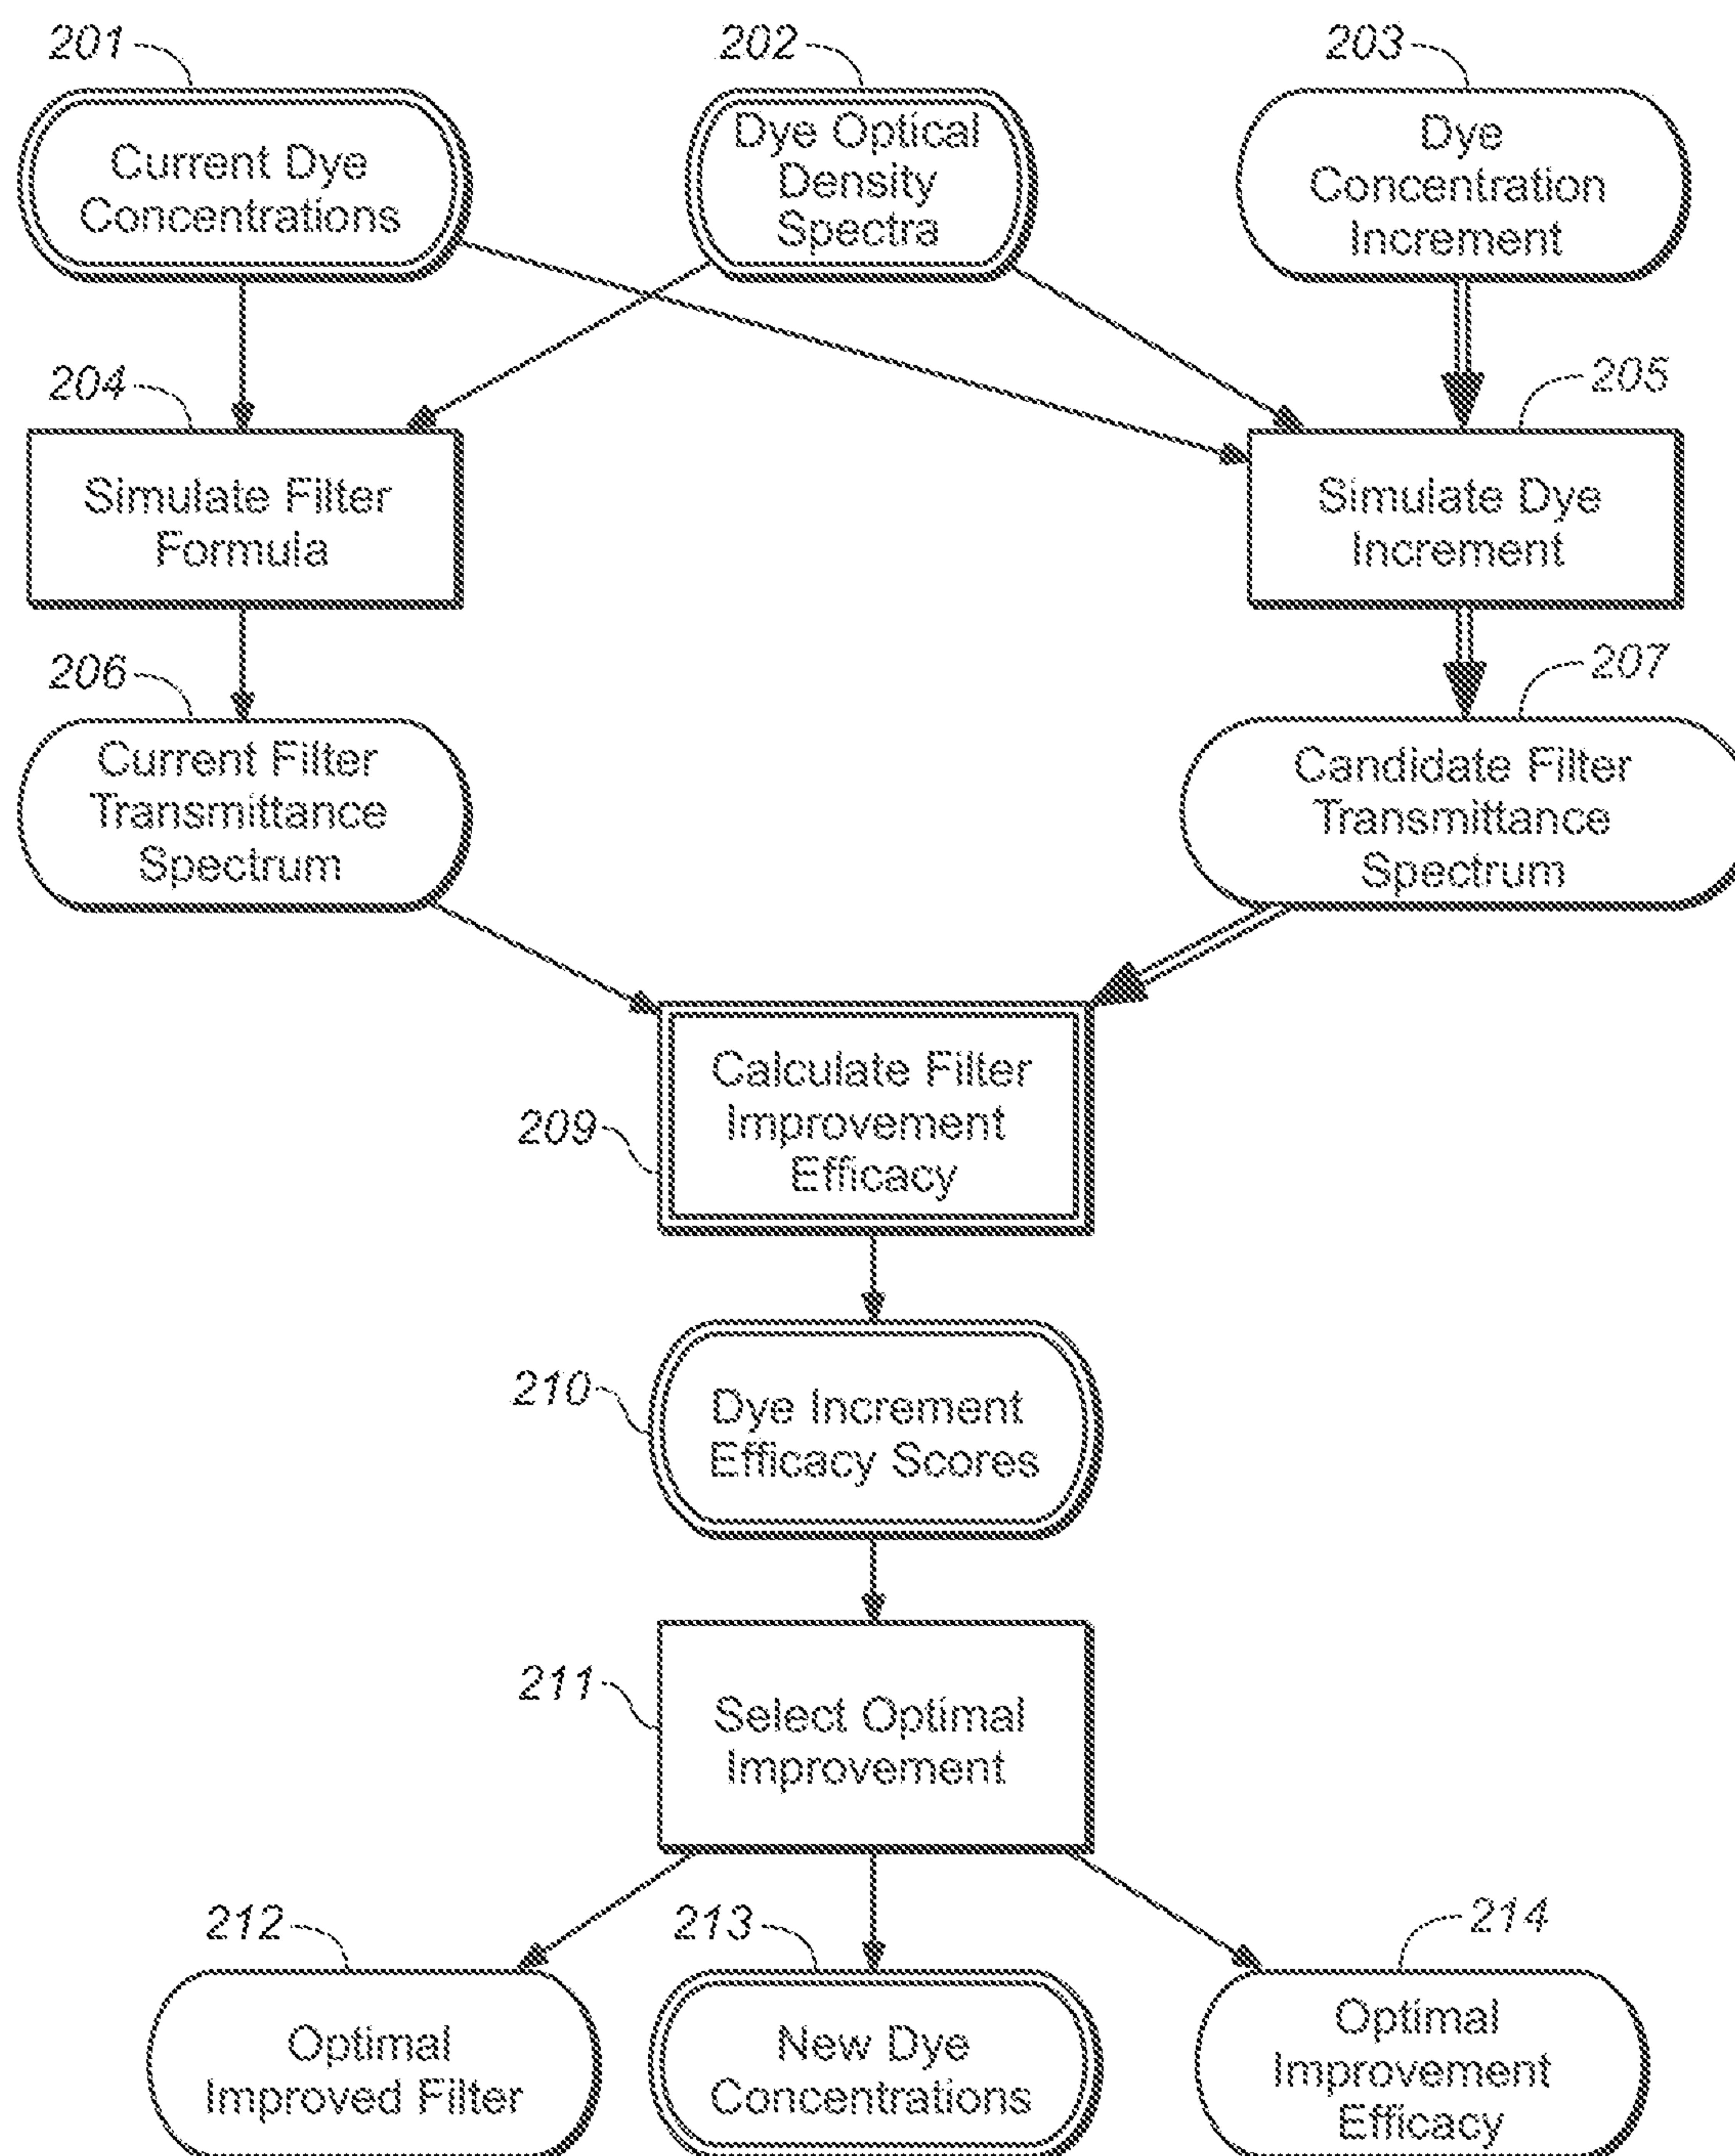 201
202
203
Current Dye
Concentrations
Dye Optical
Density
Spectra
Dye
Concentration
Increment
204
205
Simulate Filter
Formula
Simulate Dye
Increment
206
207
Current Filter
Transmittance
Spectrum
Candidate Filter
Transmittance
Spectrum
209
Calculate Filter
Improvement
Efficacy
210
Dye Increment
Efficacy Scores
211
Select Optimal
Improvement
212
213
214
Optimal
Improved Filter
New Dye
Concentrations
Optimal
Improvement
Efficacy